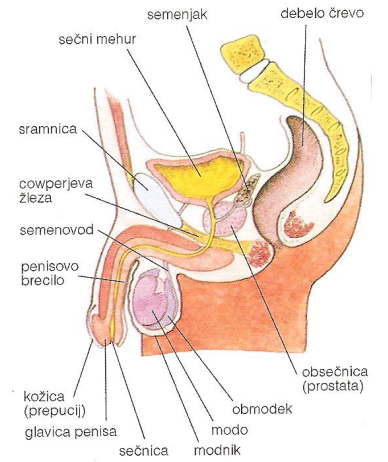 semenjak
debelo črevo
sečni mehur
sramnica
cowperjeva
žleza
semenovod
penisovo
brecilo
obsečnica
(prostata)
kožica
(prepucij)
obmodek
glavica penisa
modo
sečnica
modnik